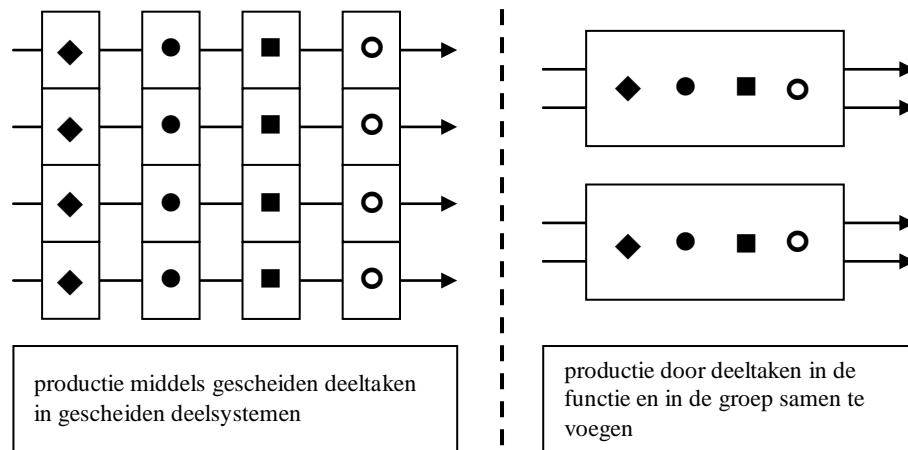 productie middels gescheiden deeltaken
in gescheiden deelsystemen
productie door deeltaken in de
functie en in de groep samen te
voegen